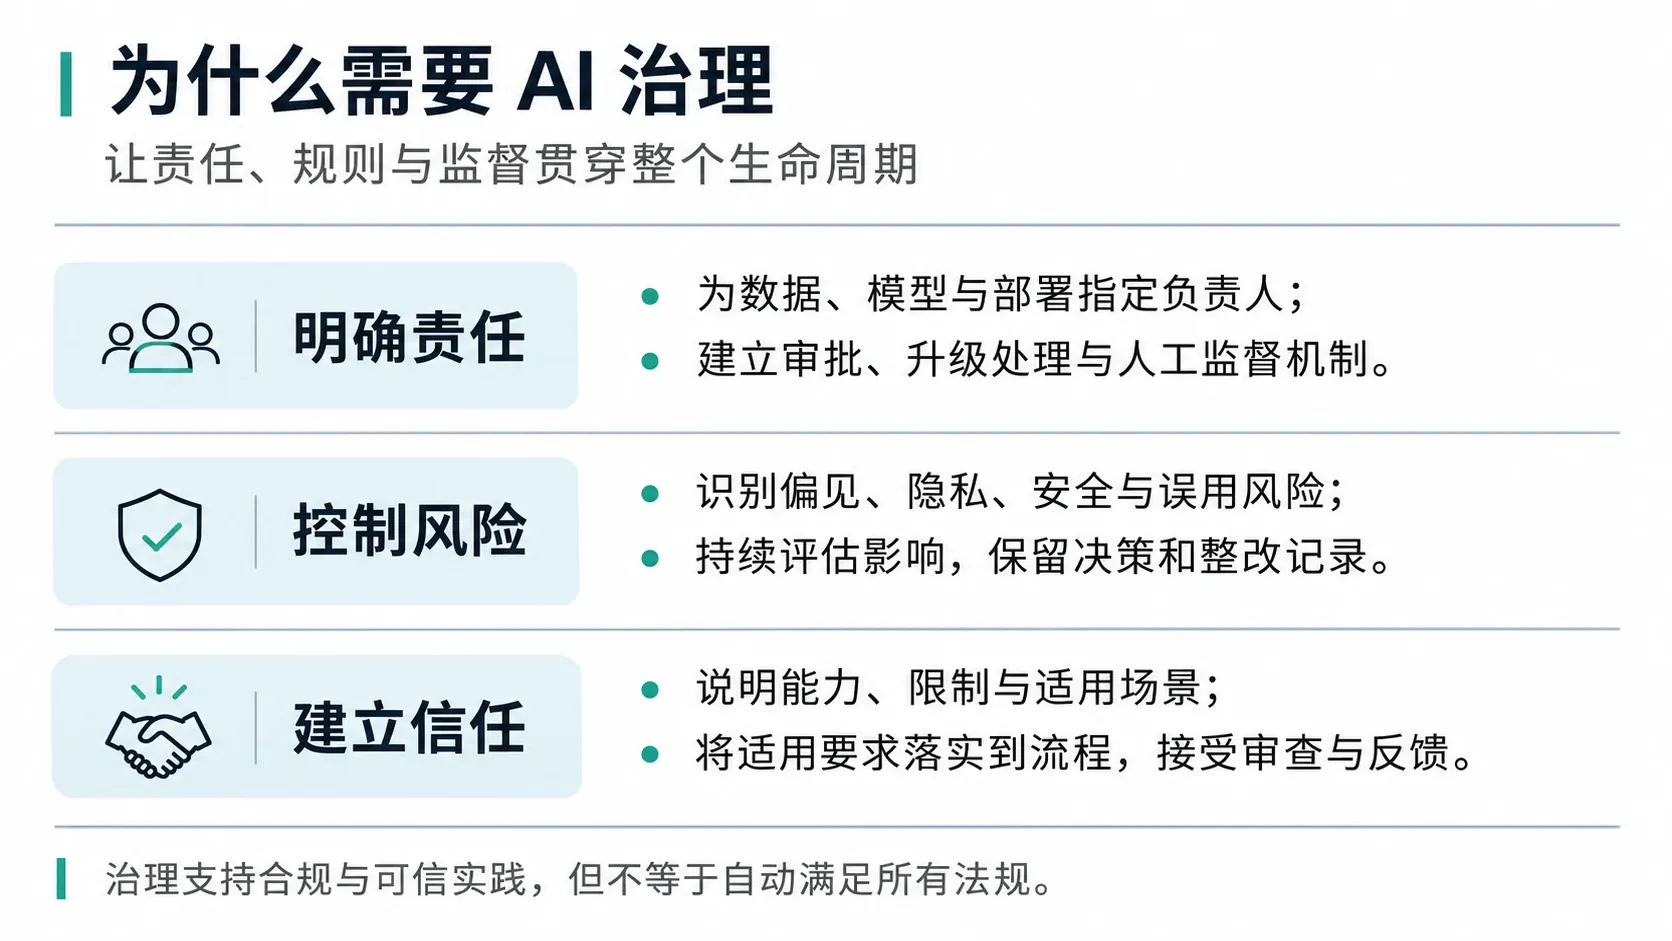 为什么需要 AI 治理
让责任、规则与监督贯穿整个生命周期
明确责任
为数据、模型与部署指定负责人；
建立审批、升级处理与人工监督机制。
控制风险
识别偏见、隐私、安全与误用风险；
持续评估影响，保留决策和整改记录。
建立信任
说明能力、限制与适用场景；
将适用要求落实到流程，接受审查与反馈。
治理支持合规与可信实践，但不等于自动满足所有法规。